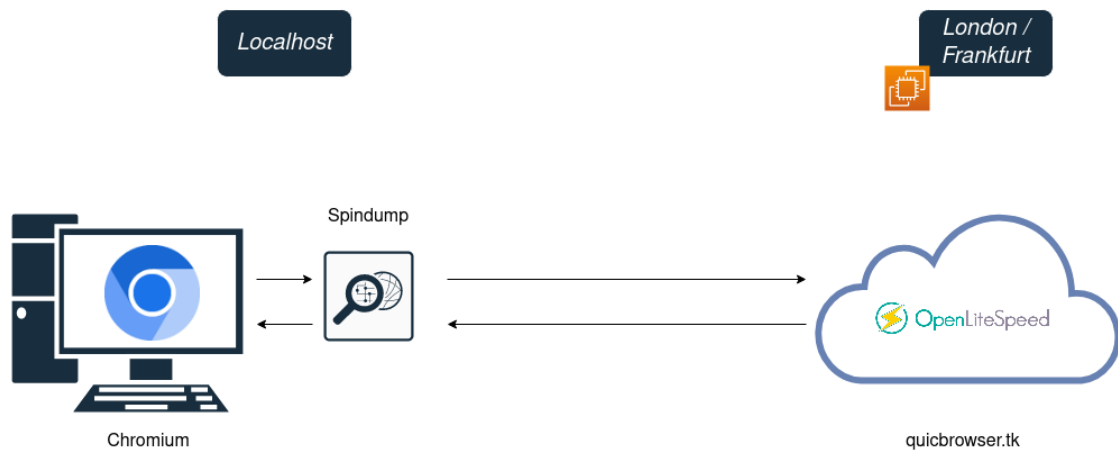 Localhost
London /
Frankfurt
Spindump
OpenLiteSpeed
Chromium
quicbrowser.tk